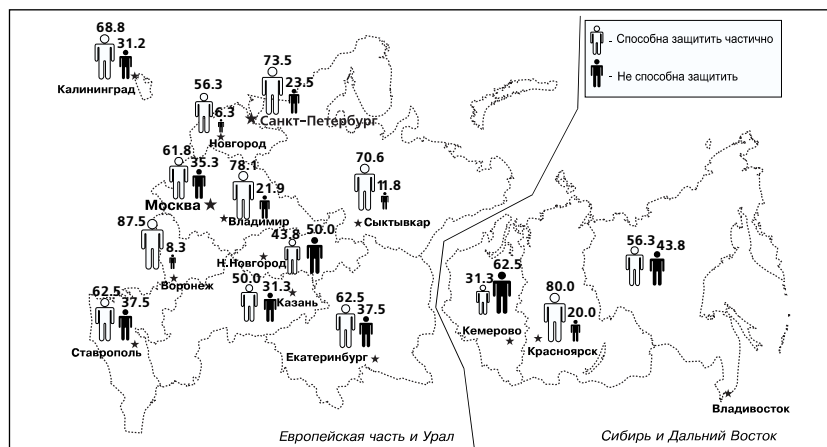 68.8
31.2
Калининград
73.5
23.5
Санкт-Петербург
56.3
6.3
Новгород
61.8
35.3
Москва
78.1
21.9
Владимир
70.6
11.8
Сыктывкар
87.5
8.3
Воронеж
43.8
50.0
Н.Новгород
50.0
31.3
Казань
62.5
37.5
Ставрополь
62.5
37.5
Екатеринбург
Европейская часть и Урал
- Способна защитить частично
- Не способна защитить
31.3
62.5
Кемерово
80.0
20.0
Красноярск
56.3
43.8
Владивосток
Сибирь и Дальний Восток